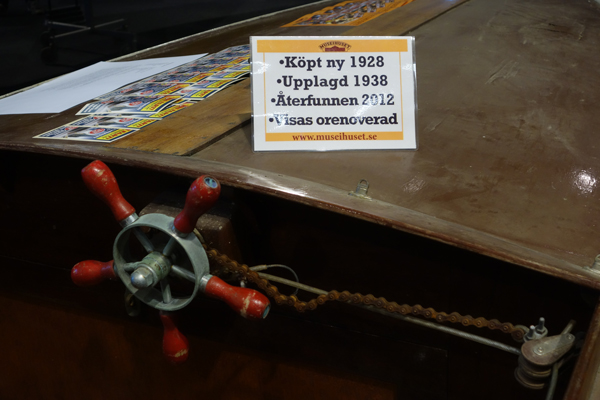 MUSEIHUSET
•Köpt ny 1928
•Upplagd 1938
•Återfunnen 2012
•Visas orenoverad
www.museihuset.se